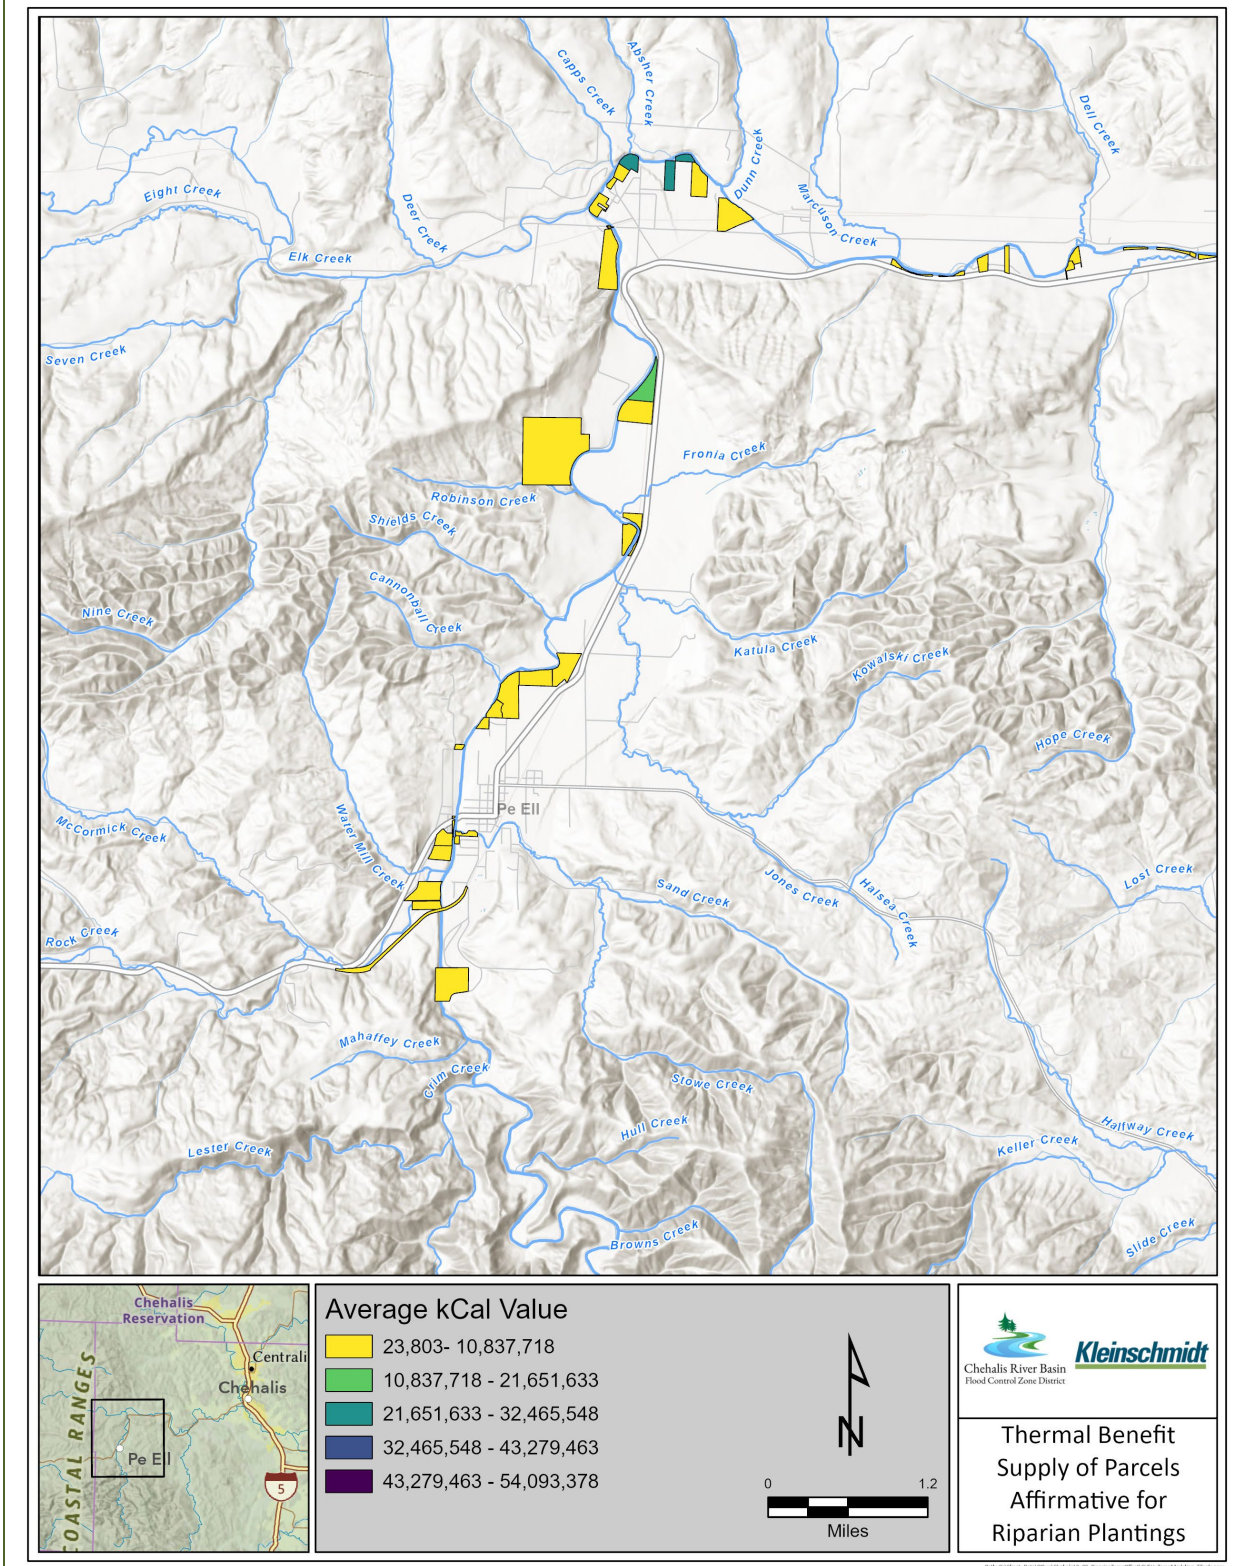 Capps Creek
Absher Creek
Dell Creek
Dunn Creek
Eight Creek
Deer Creek
Marcuson Creek
Elk Creek
Seven Creek
Fronia Creek
Robinson Creek
Shields Creek
Cannonball Creek
Nine Creek
Katula Creek
Kowalski Creek
Hope Creek
Pe Ell
McCormick Creek
Water Mill Creek
Jones Creek
Sand Creek
Halsea Creek
Lost Creek
Rock Creek
Mahaffey Creek
Crim Creek
Stowe Creek
Hull Creek
Halfway Creek
Keller Creek
Lester Creek
Browns Creek
Slide Creek
Chehalis
Reservation
Centrali
Chehalis
OASTAL RANGES
Pe Ell
5
Average kCal Value
23,803- 10,837,718
10,837,718 - 21,651,633
21,651,633 - 32,465,548
32,465,548 - 43,279,463
43,279,463 - 54,093,378
N
0 1.2
Miles
Chehalis River Basin
Flood Control Zone District
Kleinschmidt
Thermal Benefit
Supply of Parcels
Affirmative for
Riparian Plantings